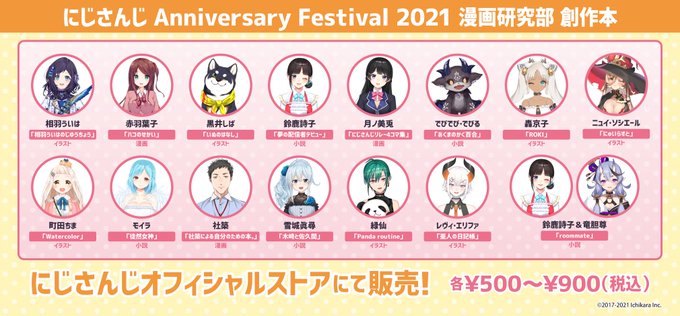 にじさんじ Anniversary Festival 2021 漫画研究部 創作本
相羽ういは
「相羽ういはのじゆうちょう」
イラスト
赤羽葉子
「ハコのせかい」
漫画
黒井しば
「いぬのはなし」
イラスト
鈴鹿詩子
「夢の配信者デビュー」
小説
月ノ美兎
「にじさんじリレー4コマ集」
漫画
でびでび・でびる
「あくまのかく百合」
小説
轟京子
「ROKI」
イラスト
ニュイ・ソシエール
「にゅいらすと」
イラスト
町田ちま
「Watercolor」
イラスト
モイラ
「徒然女神」
小説
社築
「社築による自分のための本。」
漫画
雪城眞尋
「木崎と佐久間」
小説
緑仙
「Panda routine」
イラスト
レヴィ・エリファ
「亜人の日記帳」
イラスト
鈴鹿詩子＆竜胆尊
「roommate」
小説
にじさんじオフィシャルストアにて販売！
各¥500〜¥900(税込)
©2017-2021 Ichikara Inc.